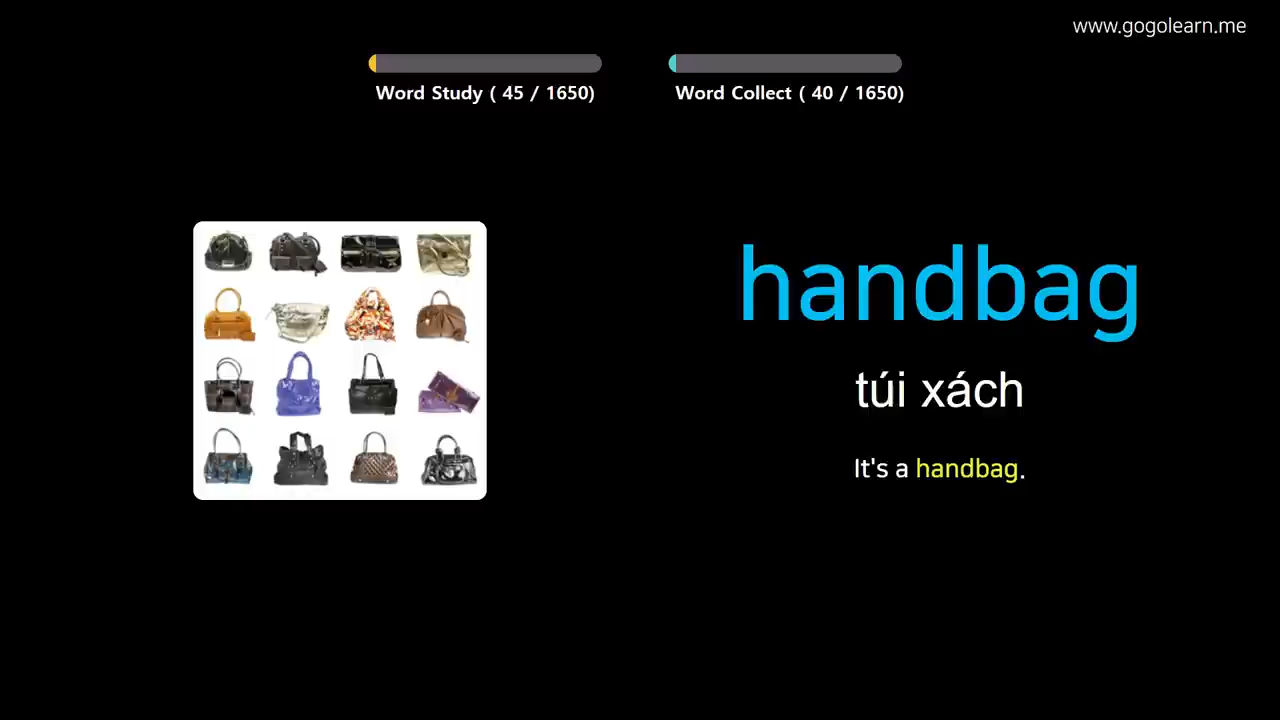 www.gogolearn.me
Word Study ( 45 / 1650)
Word Collect ( 40 / 1650)
handbag
túi xách
It's a handbag.